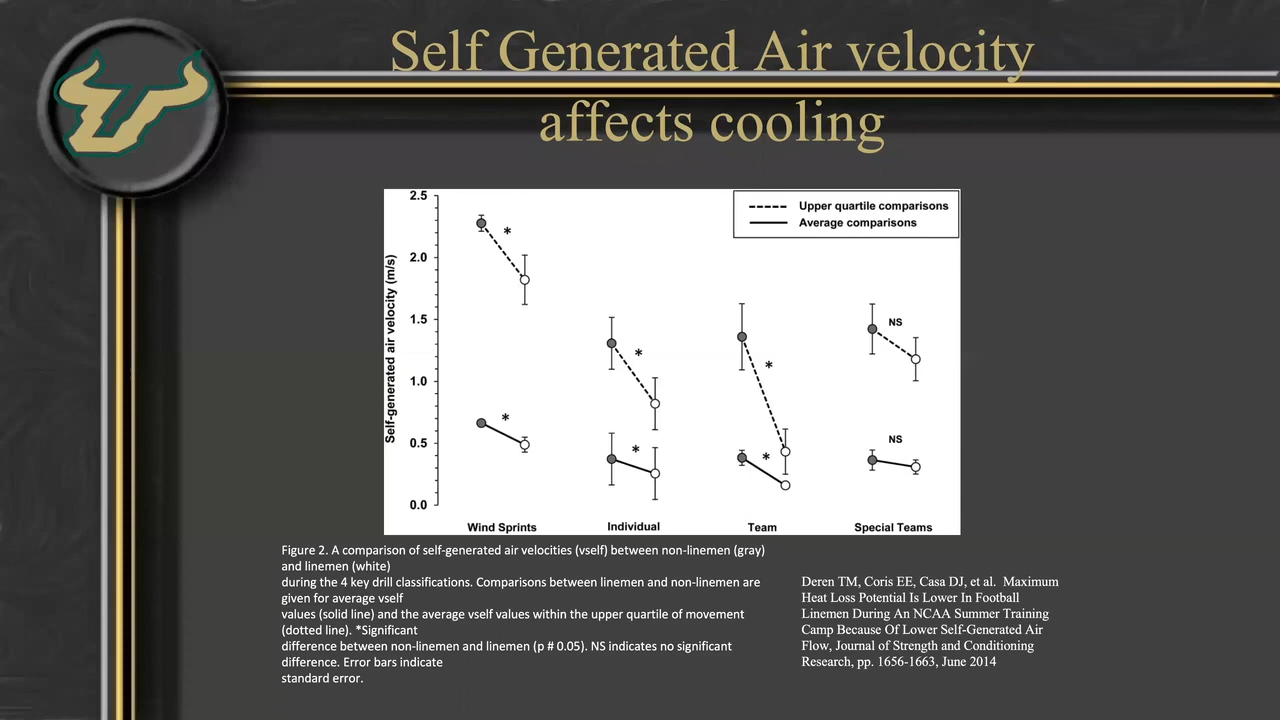 Self Generated Air velocity
affects cooling
2.5
2.0
1.5
1.0
0.5
0.0
Self-generated air velocity (m/s)
Upper quartile comparisons
Average comparisons
*
*
*
NS
*
*
*
NS
Wind Sprints
Individual
Team
Special Teams
Figure 2. A comparison of self-generated air velocities (vself) between non-linemen (gray)
and linemen (white)
during the 4 key drill classifications. Comparisons between linemen and non-linemen are
given for average vself
values (solid line) and the average vself values within the upper quartile of movement
(dotted line). *Significant
difference between non-linemen and linemen (p # 0.05). NS indicates no significant
difference. Error bars indicate
standard error.
Deren TM, Coris EE, Casa DJ, et al.  Maximum
Heat Loss Potential Is Lower In Football
Linemen During An NCAA Summer Training
Camp Because Of Lower Self-Generated Air
Flow, Journal of Strength and Conditioning
Research, pp. 1656-1663, June 2014